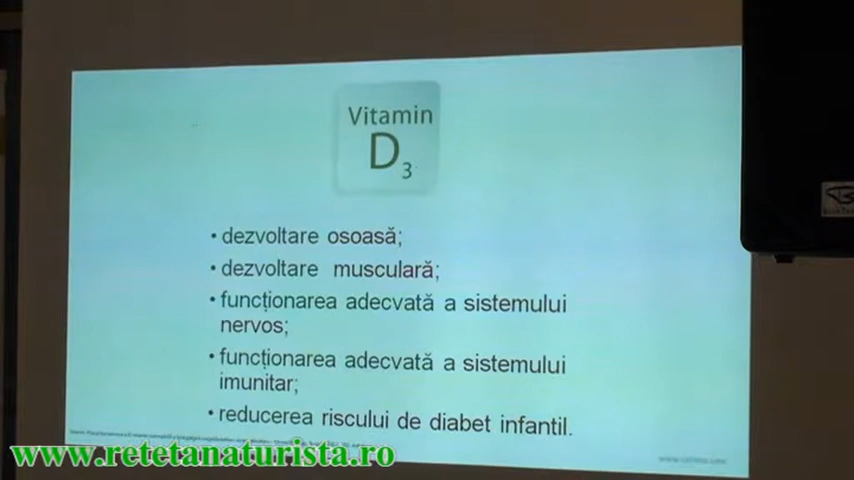 Vitamin
D3
• dezvoltare osoasă;
• dezvoltare musculară;
• funcționarea adecvată a sistemului
nervos;
• funcționarea adecvată a sistemului
imunitar;
• reducerea riscului de diabet infantil.
www.retetanaturista.ro